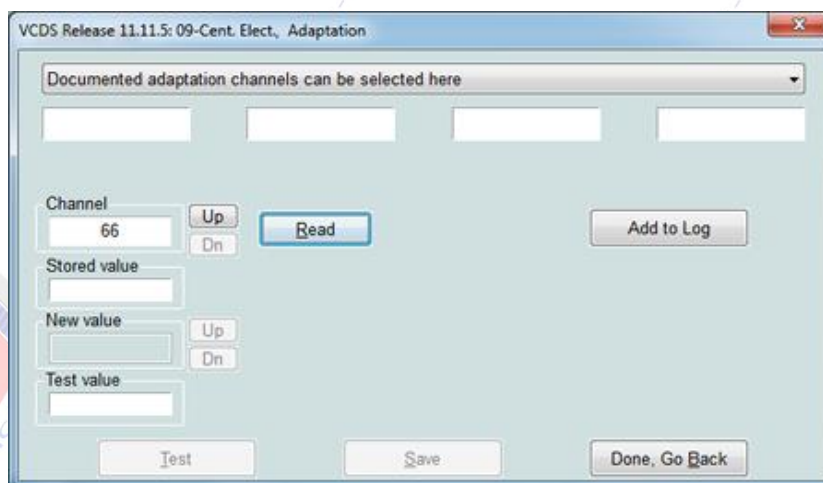 VCDS Release 11.11.5: 09-Cent. Elect., Adaptation
Documented adaptation channels can be selected here
Channel
66
Up
Dn
Read
Add to Log
Stored value
New value
Up
Dn
Test value
Test
Save
Done, Go Back